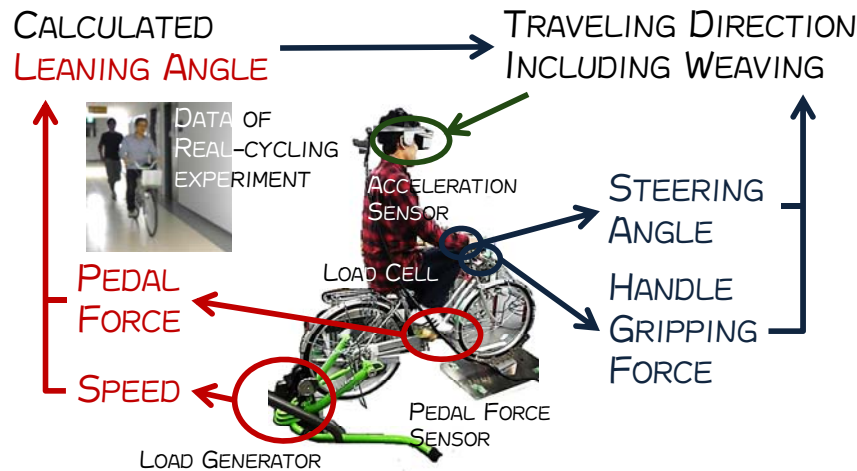 Calculated
Leaning Angle
Traveling Direction
Including Weaving
Data of
Real-cycling
experiment
Acceleration
Sensor
Steering
Angle
Load Cell
Pedal
Force
Handle
Gripping
Force
Speed
Pedal Force
Sensor
Load Generator